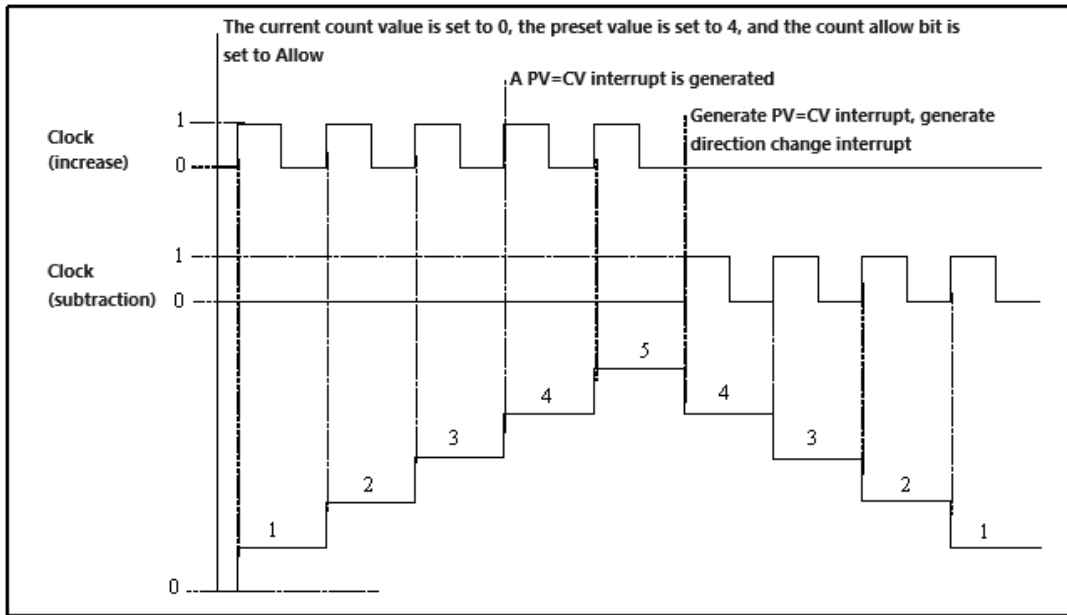 The current count value is set to 0, the preset value is set to 4, and the count allow bit is
set to Allow
A PV=CV interrupt is generated
Generate PV=CV interrupt, generate
direction change interrupt
Clock
(increase)
1
0
Clock
(subtraction)
1
0
5
4
4
3
3
2
2
1
1
0